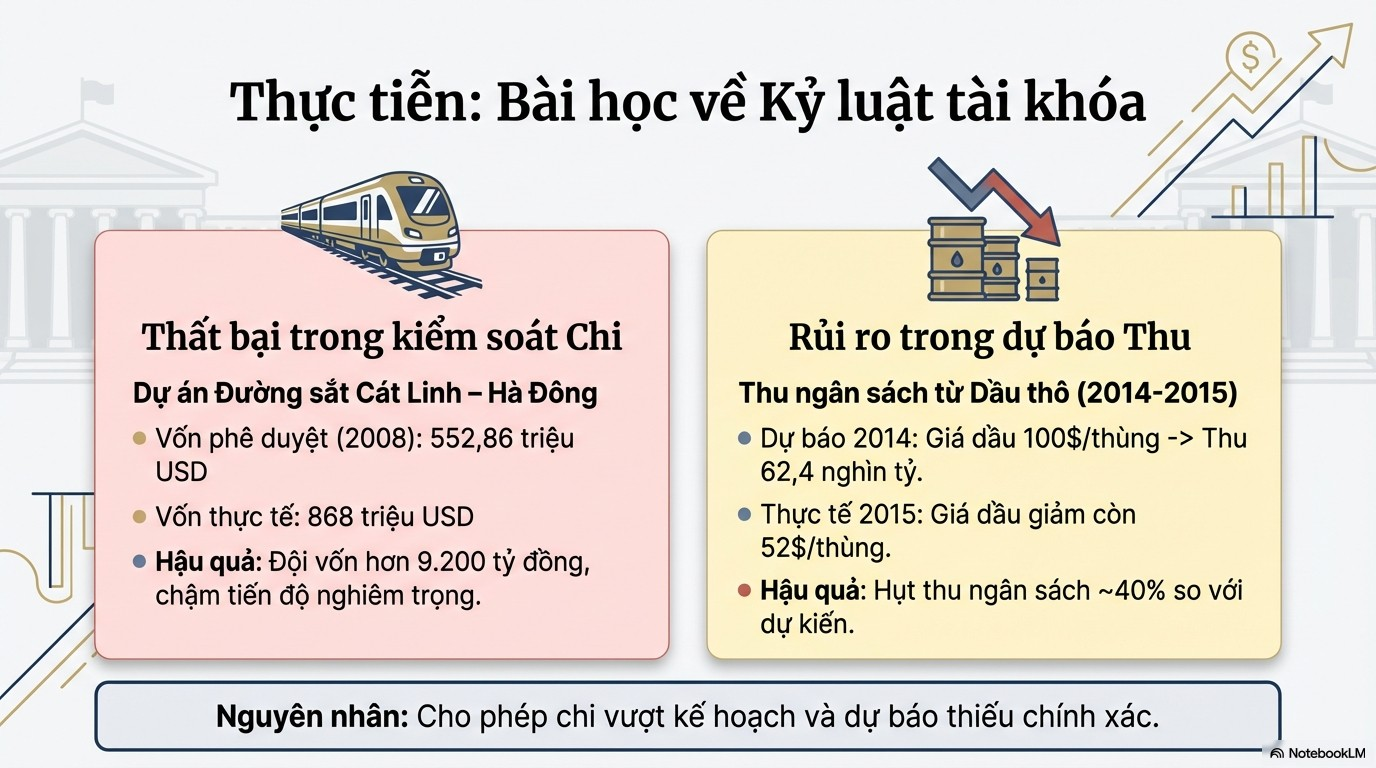 Thực tiễn: Bài học về Kỷ luật tài khóa
Thất bại trong kiểm soát Chi
Dự án Đường sắt Cát Linh – Hà Đông
Vốn phê duyệt (2008): 552,86 triệu
USD
Vốn thực tế: 868 triệu USD
Hậu quả: Đội vốn hơn 9.200 tỷ đồng,
chậm tiến độ nghiêm trọng.
Rủi ro trong dự báo Thu
Thu ngân sách từ Dầu thô (2014-2015)
Dự báo 2014: Giá dầu 100$/thùng -> Thu
62,4 nghìn tỷ.
Thực tế 2015: Giá dầu giảm còn
52$/thùng.
Hậu quả: Hụt thu ngân sách ~40% so với
dự kiến.
Nguyên nhân: Cho phép chi vượt kế hoạch và dự báo thiếu chính xác.
NotebookLM
$